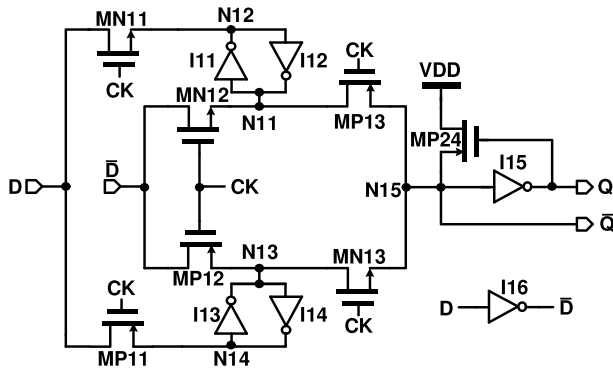 MN11
N12
CK
I11
I12
CK
VDD
MN12
N11
MP13
MP24
I15
D
D̅
CK
N15
Q
Q̅
N13
MN13
MP12
CK
I13
I14
CK
I16
D
D̅
MP11
N14